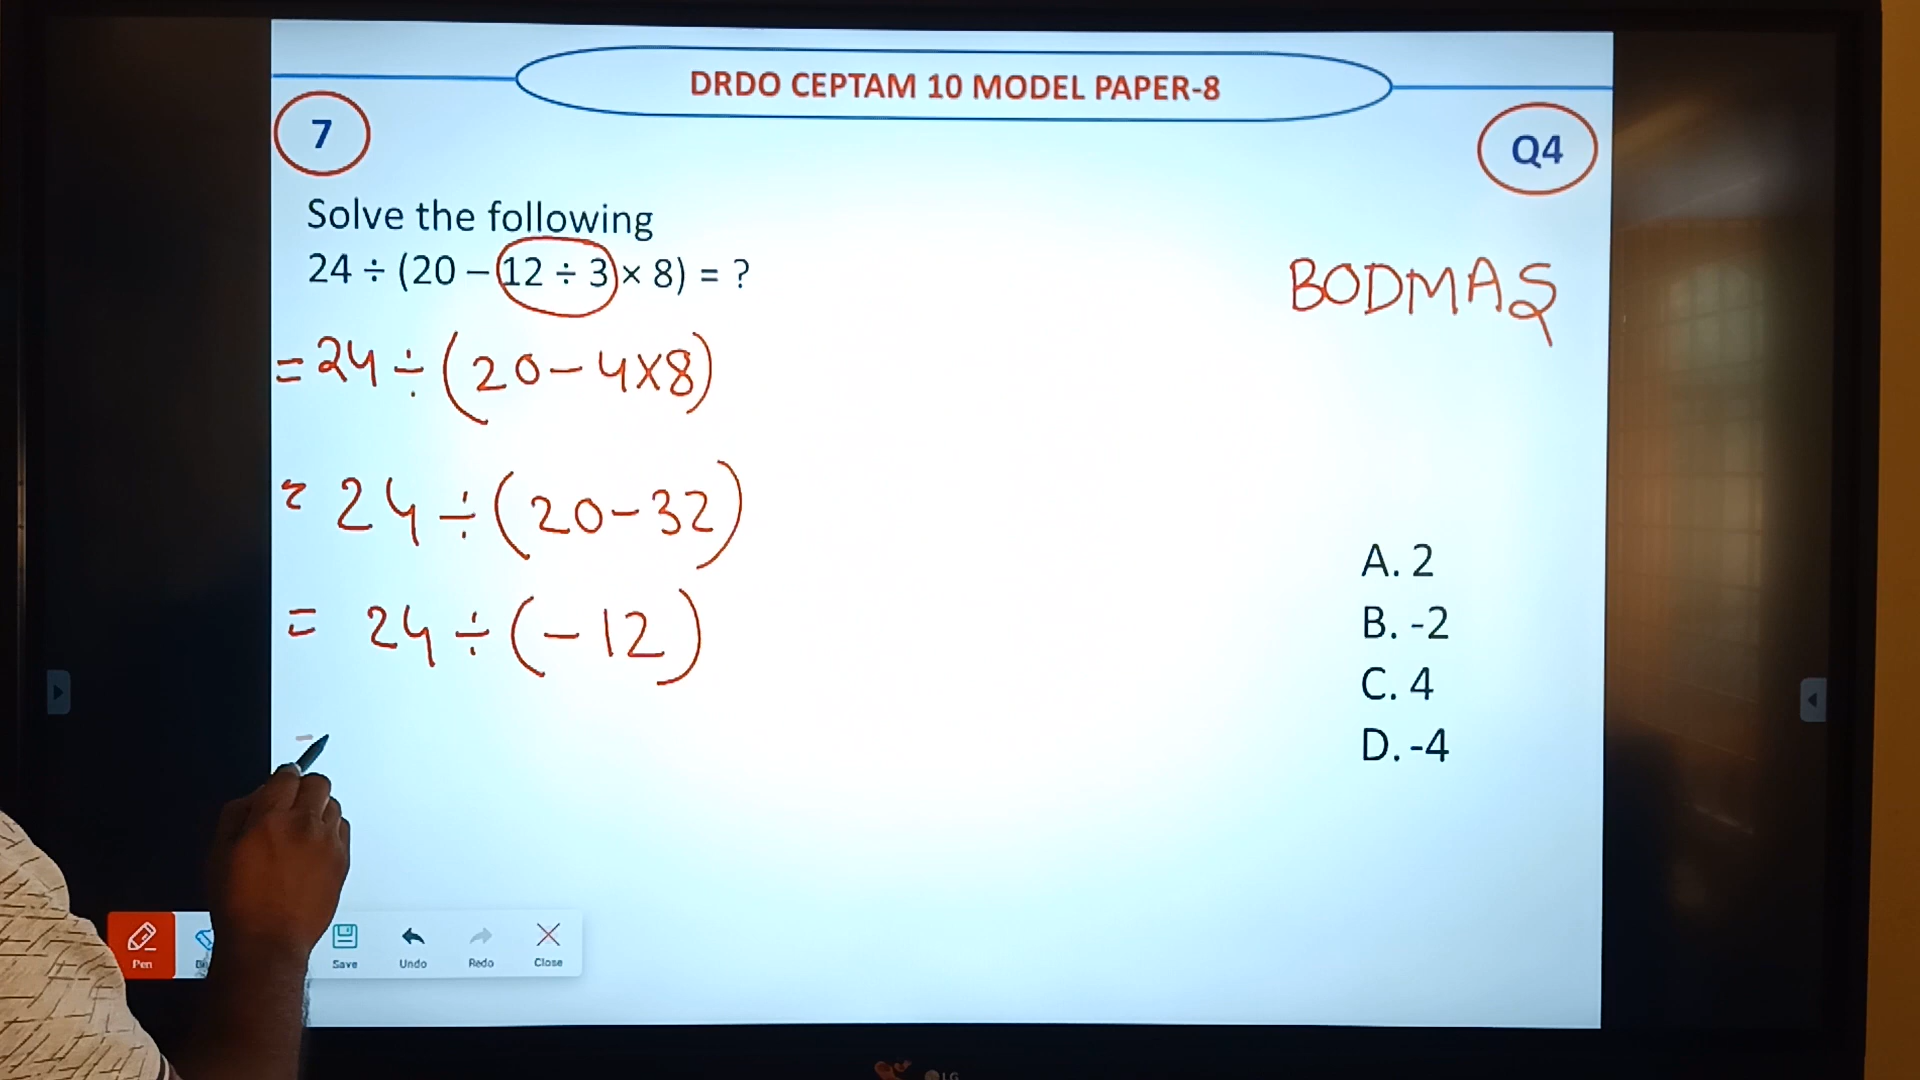 DRDO CEPTAM 10 MODEL PAPER-8
7
Q4
Solve the following
24 ÷ (20 – 12 ÷ 3 × 8) = ?
BODMAS
= 24 ÷ (20 – 4×8)
= 24 ÷ (20 – 32)
= 24 ÷ (– 12)
A. 2
B. -2
C. 4
D. -4
Pen
Save
Undo
Redo
Close
LG